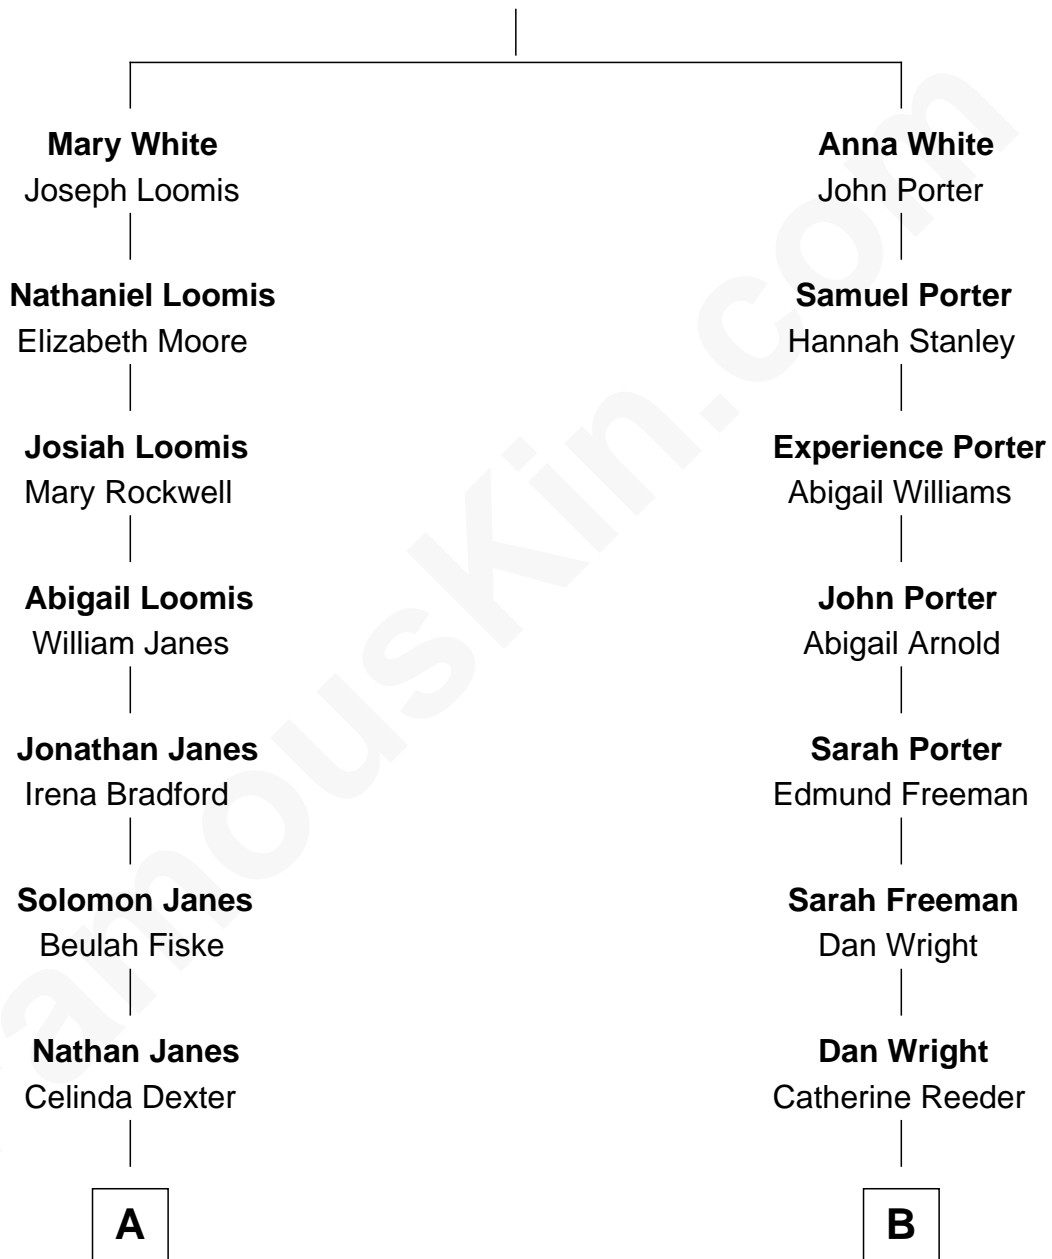 Mary White
Joseph Loomis
Anna White
John Porter
Nathaniel Loomis
Elizabeth Moore
Samuel Porter
Hannah Stanley
Josiah Loomis
Mary Rockwell
Experience Porter
Abigail Williams
Abigail Loomis
William Janes
John Porter
Abigail Arnold
Jonathan Janes
Irena Bradford
Sarah Porter
Edmund Freeman
Solomon Janes
Beulah Fiske
Sarah Freeman
Dan Wright
Nathan Janes
Celinda Dexter
Dan Wright
Catherine Reeder
A
B
amouskin.com